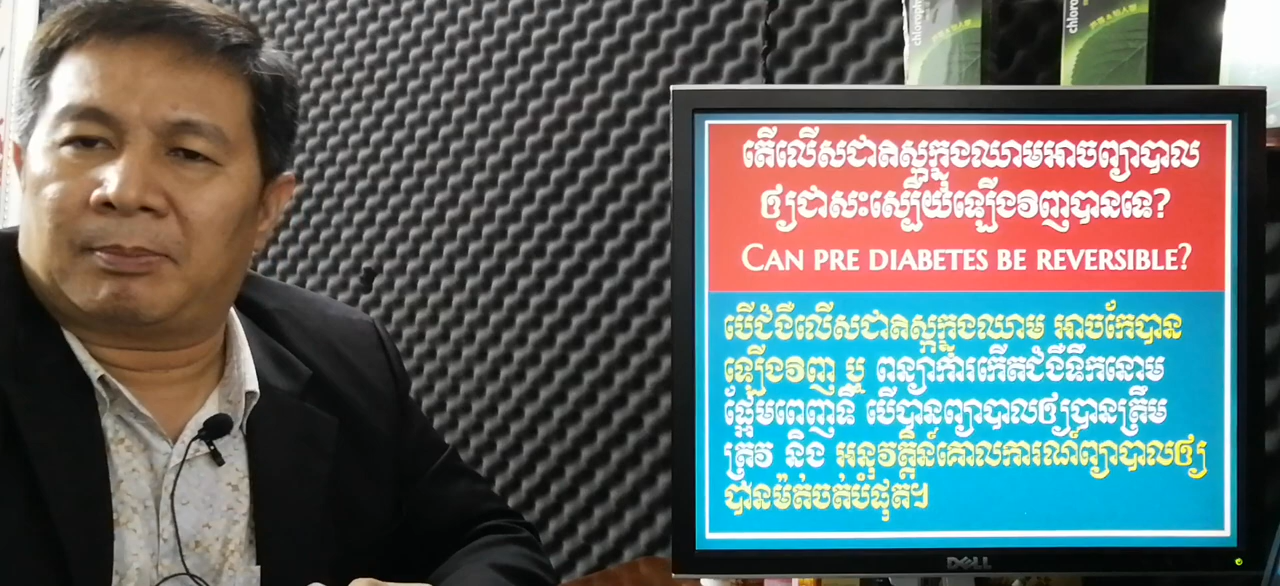 chlorop
chloro
តើលើសជាតិស្ករក្នុងឈាមអាចព្យាបាល
ឲ្យជាសះស្បើយឡើងវិញបានទេ?
CAN PRE DIABETES BE REVERSIBLE?
បើជំងឺលើសជាតិស្ករក្នុងឈាម អាចកែបាន
ឡើងវិញ ឬ ពន្យាការកើតជំងឺទឹកនោម
ផ្អែមពេញទី បើបានព្យាបាលឲ្យបានត្រឹម
ត្រូវ និង អនុវត្តិន៍គោលការណ៍ព្យាបាលឲ្យ
បានម៉ត់ចត់បំផុត។
DELL